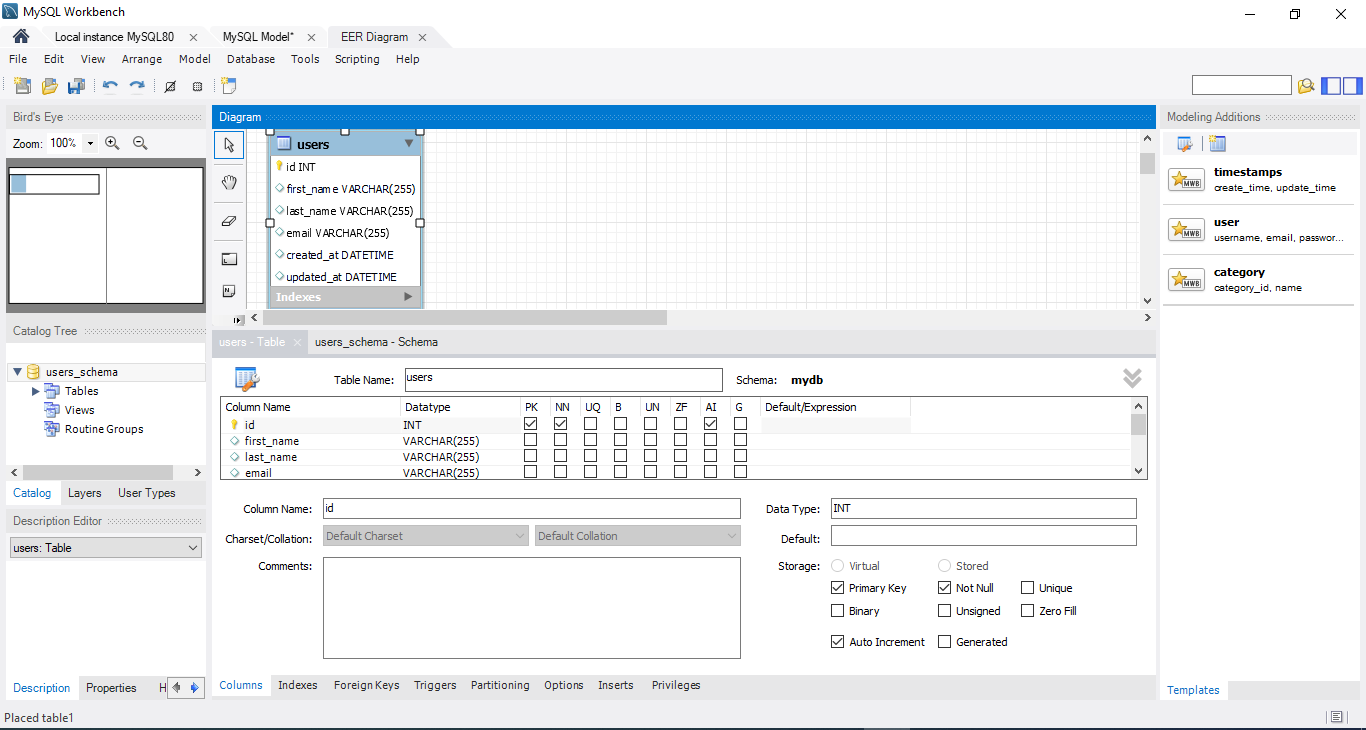 MySQL Workbench
Local instance MySQL80 MySQL Model* EER Diagram
File Edit View Arrange Model Database Tools Scripting Help
Bird's Eye
Zoom: 100%
Diagram
users
id INT
first_name VARCHAR(255)
last_name VARCHAR(255)
email VARCHAR(255)
created_at DATETIME
updated_at DATETIME
Indexes
Modeling Additions
MWB
timestamps
create_time, update_time
MWB
user
username, email, passwor...
MWB
category
category_id, name
Templates
Catalog Tree
users_schema
Tables
Views
Routine Groups
Catalog Layers User Types
Description Editor
users: Table
Description Properties H
users - Table users_schema - Schema
Table Name: users Schema: mydb
Column Name Datatype PK NN UQ B UN ZF AI G Default/Expression
id INT
first_name VARCHAR(255)
last_name VARCHAR(255)
email VARCHAR(255)
Column Name: id Data Type: INT
Charset/Collation: Default Charset Default Collation Default:
Comments: Storage: Virtual Stored
Primary Key Not Null Unique
Binary Unsigned Zero Fill
Auto Increment Generated
Columns Indexes Foreign Keys Triggers Partitioning Options Inserts Privileges
Placed table1